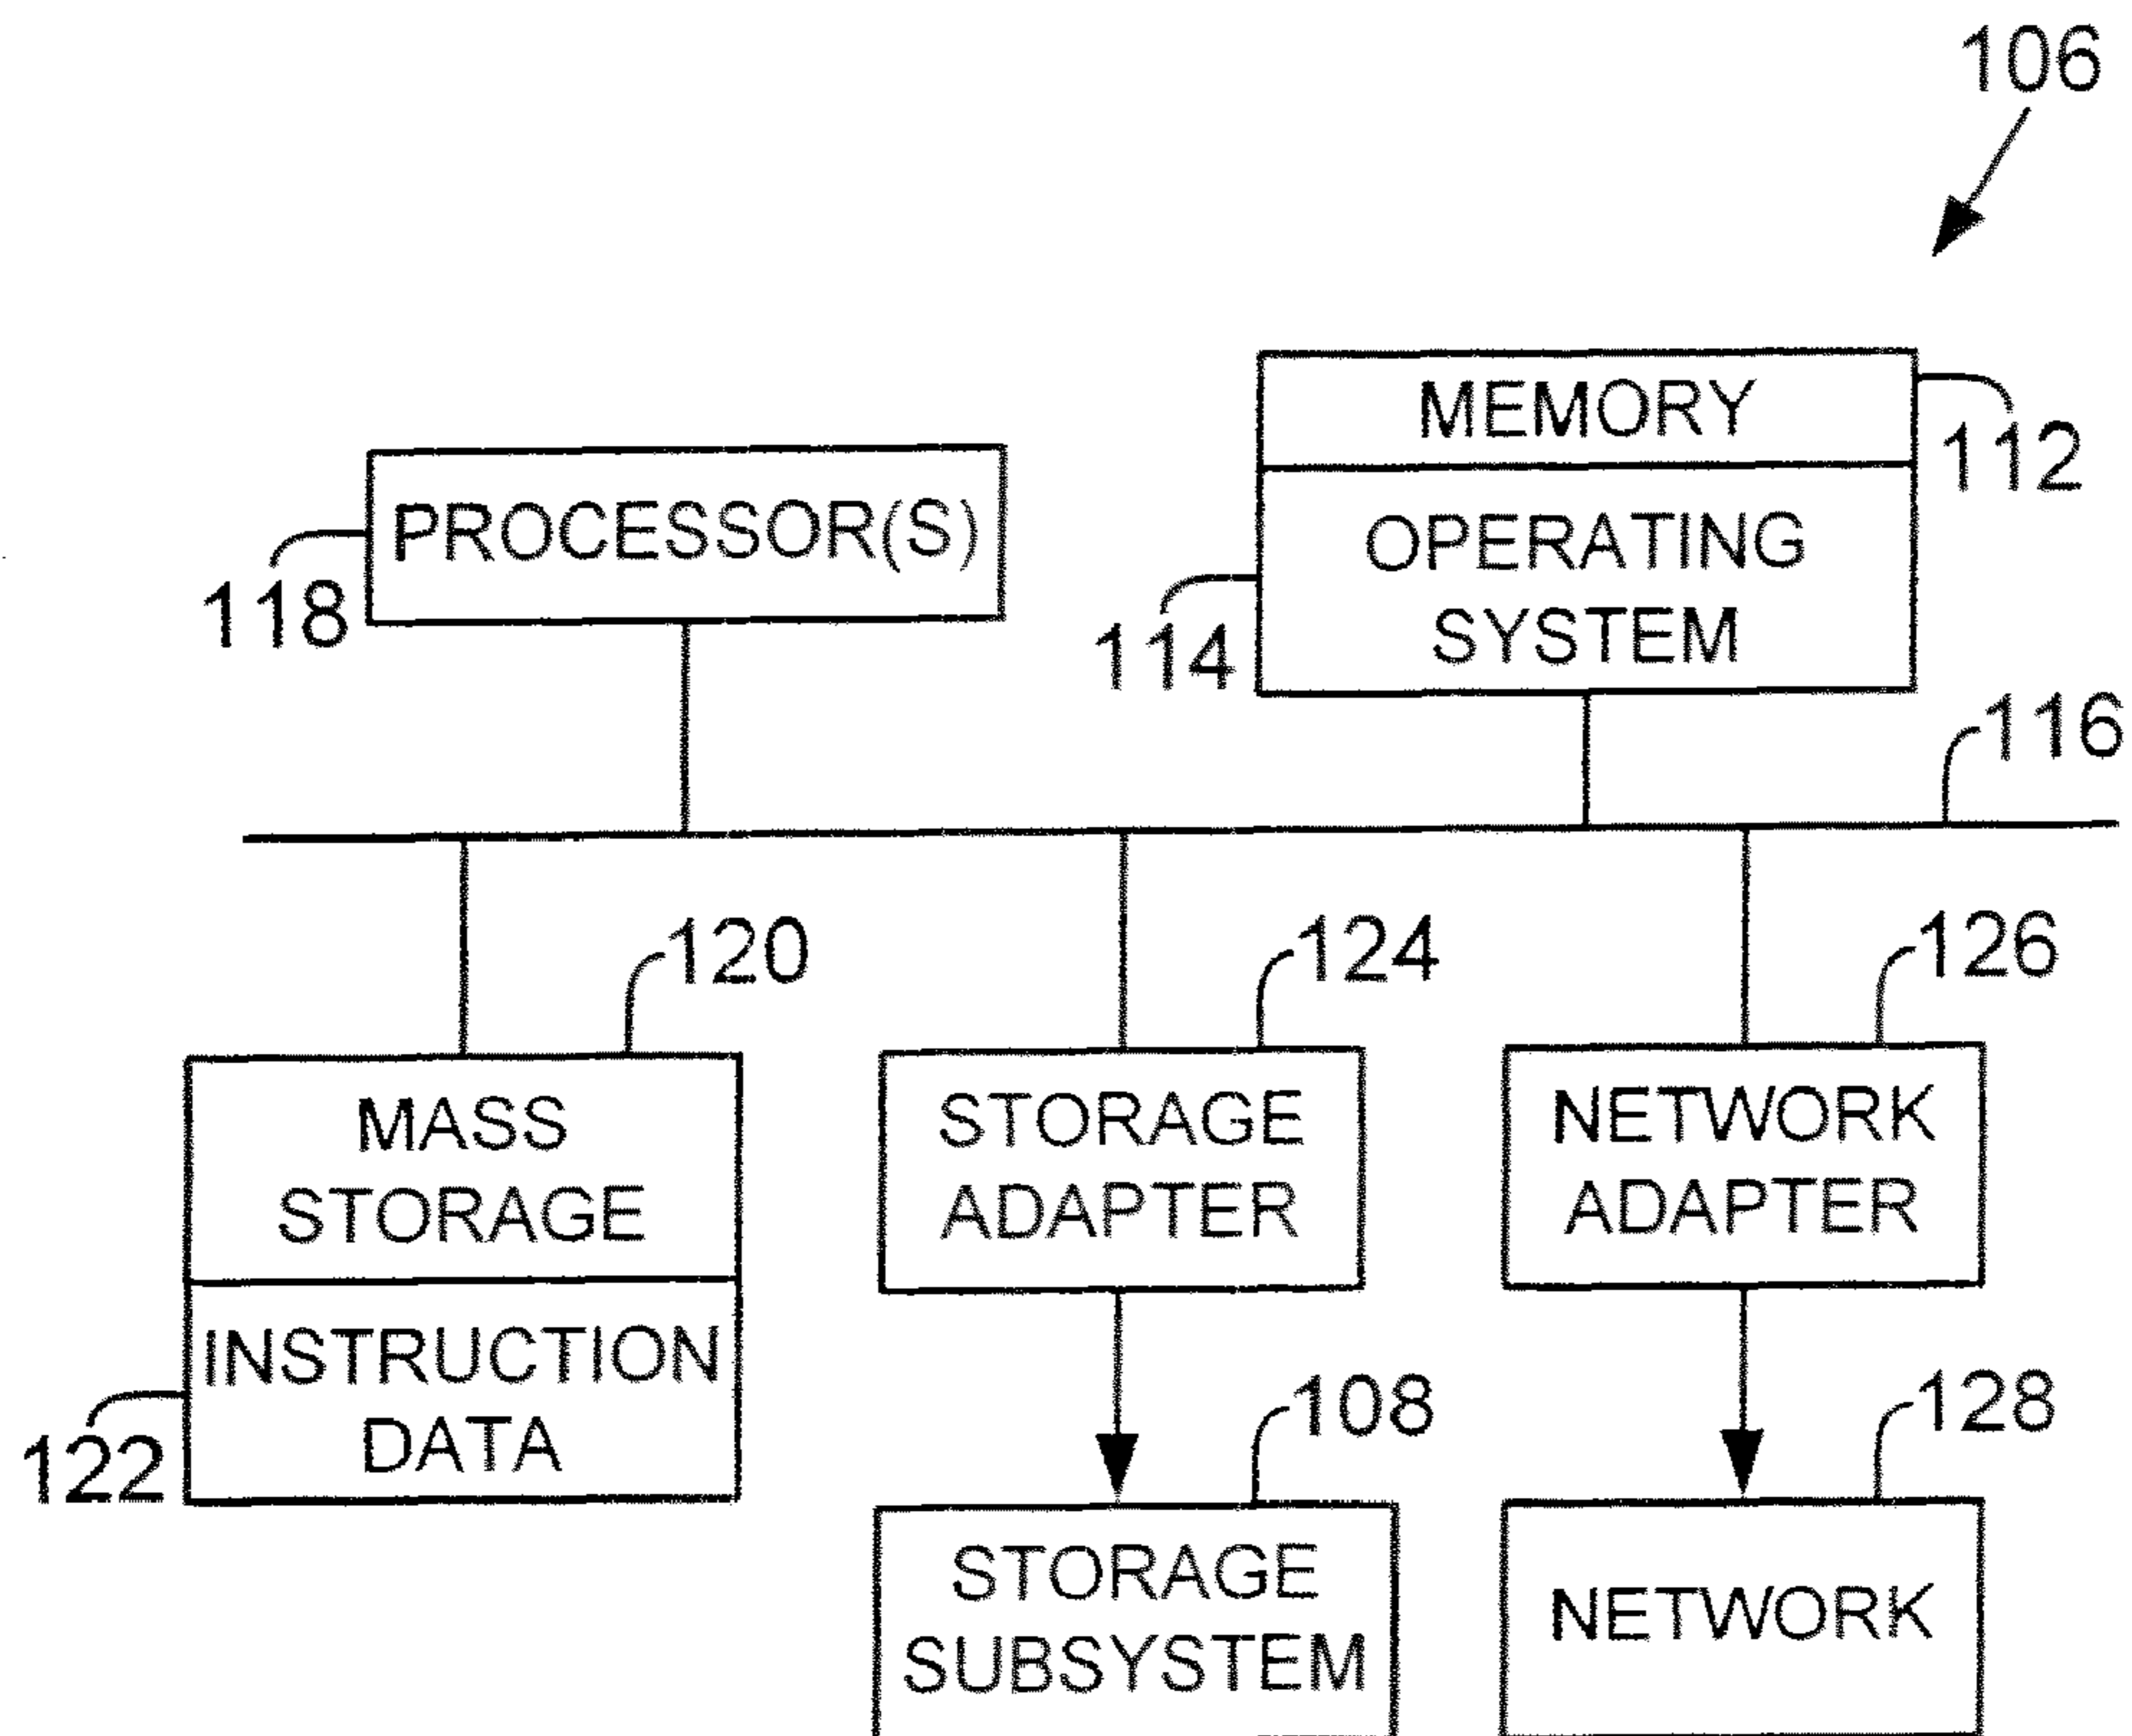 106
MEMORY
112
PROCESSOR(S)
118
OPERATING
SYSTEM
114
116
120
124
126
MASS
STORAGE
STORAGE
ADAPTER
NETWORK
ADAPTER
INSTRUCTION
DATA
122
108
128
STORAGE
SUBSYSTEM
NETWORK